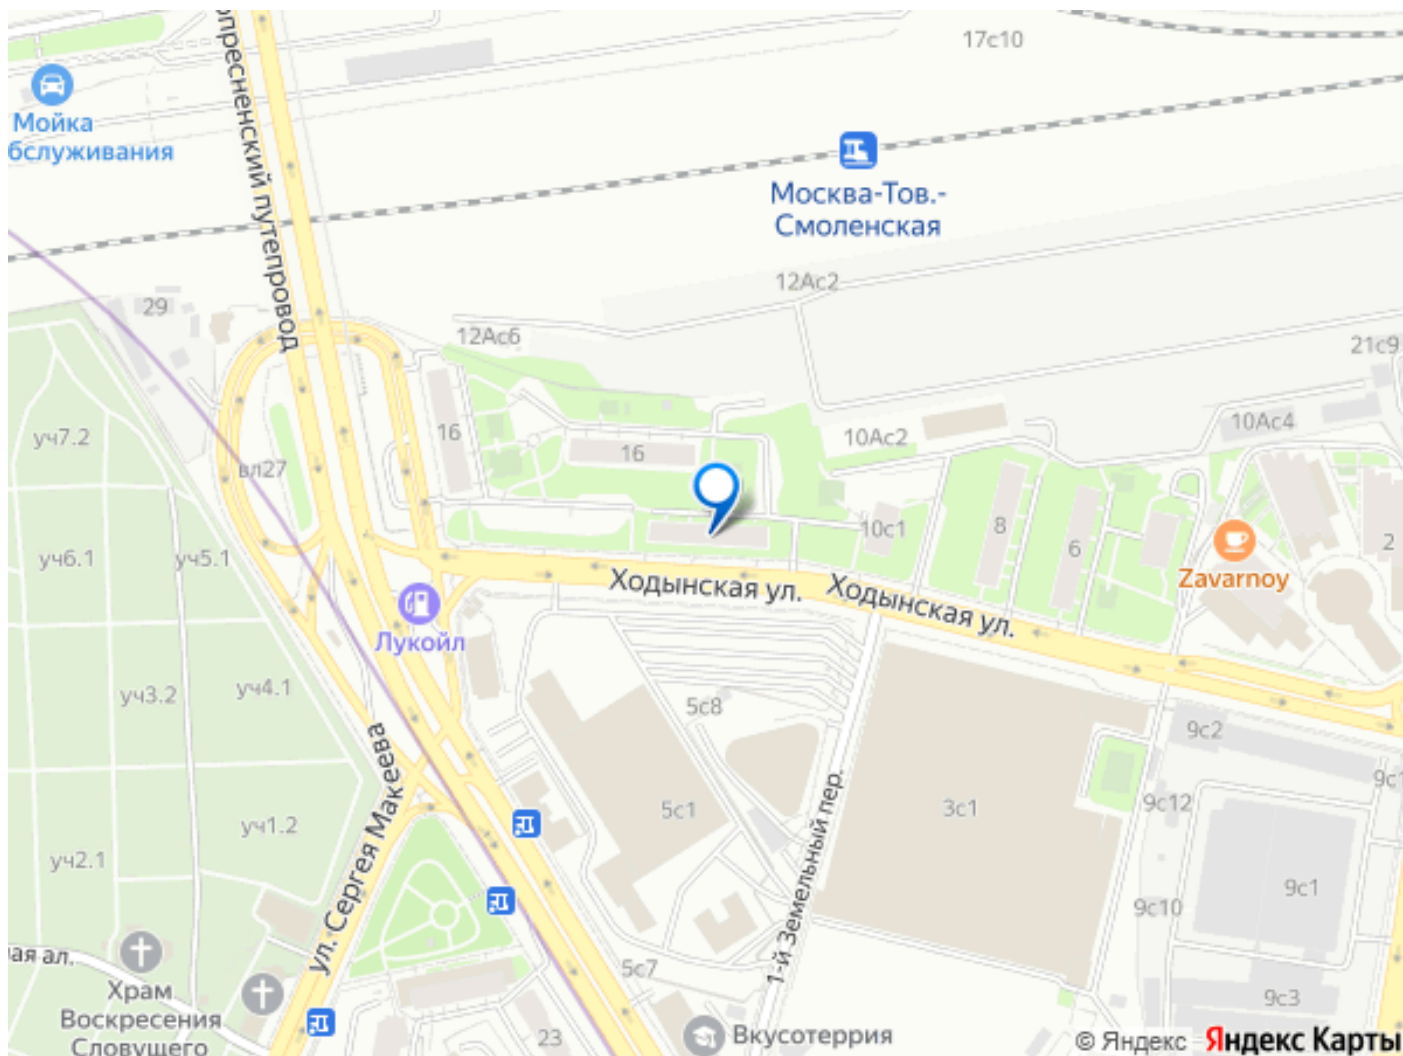 опресненский путепровод
17с10
Мойка
бслуживания
Москва-Тов.-
Смоленская
12Ас2
29
12Ас6
21с9
16
16
10Ас2
10Ас4
уч7.2
вл27
10с1
8
6
2
уч6.1
уч5.1
Zavarnoy
Ходынская ул.
Ходынская ул.
Лукойл
уч3.2
уч4.1
5с8
9с2
ул. Сергея Макеева
5с1
1-й Земельный пер.
3с1
9с12
9с1
уч1.2
уч2.1
9с1
9с10
ая ал.
Храм
Воскресения
Словущего
5с7
9с3
23
Вкусотеррия
© Яндекс Яндекс Карты